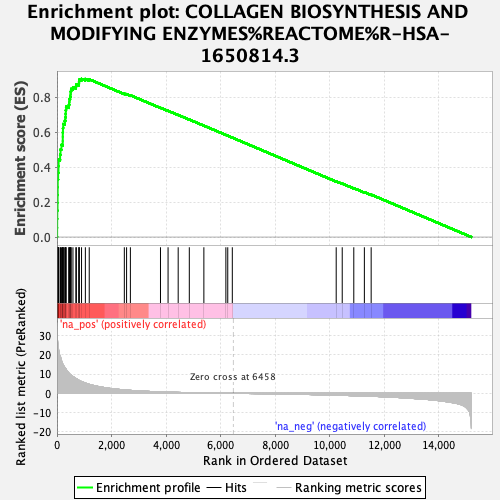 Enrichment plot: COLLAGEN BIOSYNTHESIS AND
MODIFYING ENZYMES%REACTOME%R-HSA-
1650814.3
Enrichment score (ES)
0.8
0.6
0.4
0.2
0.0
'na_pos' (positively correlated)
Ranked list metric (PreRanked)
30
20
10
0
-10
-20
Zero cross at 6458
'na_neg' (negatively correlated)
0
2,000
4,000
6,000
8,000
10,000
12,000
14,000
Rank in Ordered Dataset
Enrichment profile
Hits
Ranking metric scores